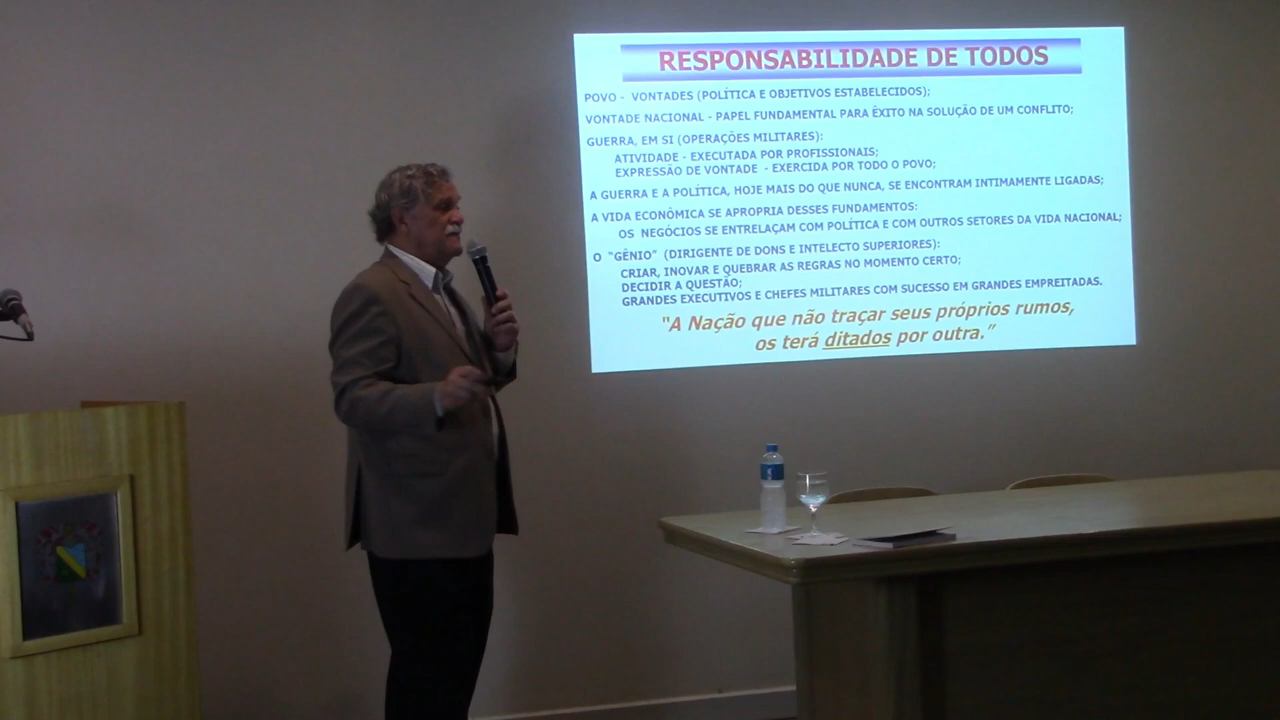 RESPONSABILIDADE DE TODOS
POVO - VONTADES (POLÍTICA E OBJETIVOS ESTABELECIDOS);
VONTADE NACIONAL - PAPEL FUNDAMENTAL PARA ÊXITO NA SOLUÇÃO DE UM CONFLITO;
GUERRA, EM SI (OPERAÇÕES MILITARES):
ATIVIDADE - EXECUTADA POR PROFISSIONAIS;
EXPRESSÃO DE VONTADE - EXERCIDA POR TODO O POVO;
A GUERRA E A POLÍTICA, HOJE MAIS DO QUE NUNCA, SE ENCONTRAM INTIMAMENTE LIGADAS;
A VIDA ECONÔMICA SE APROPRIA DESSES FUNDAMENTOS:
OS NEGÓCIOS SE ENTRELAÇAM COM POLÍTICA E COM OUTROS SETORES DA VIDA NACIONAL;
O "GÊNIO" (DIRIGENTE DE DONS E INTELECTO SUPERIORES):
CRIAR, INOVAR E QUEBRAR AS REGRAS NO MOMENTO CERTO;
DECIDIR A QUESTÃO;
GRANDES EXECUTIVOS E CHEFES MILITARES COM SUCESSO EM GRANDES EMPREITADAS.
"A Nação que não traçar seus próprios rumos,
os terá ditados por outra."